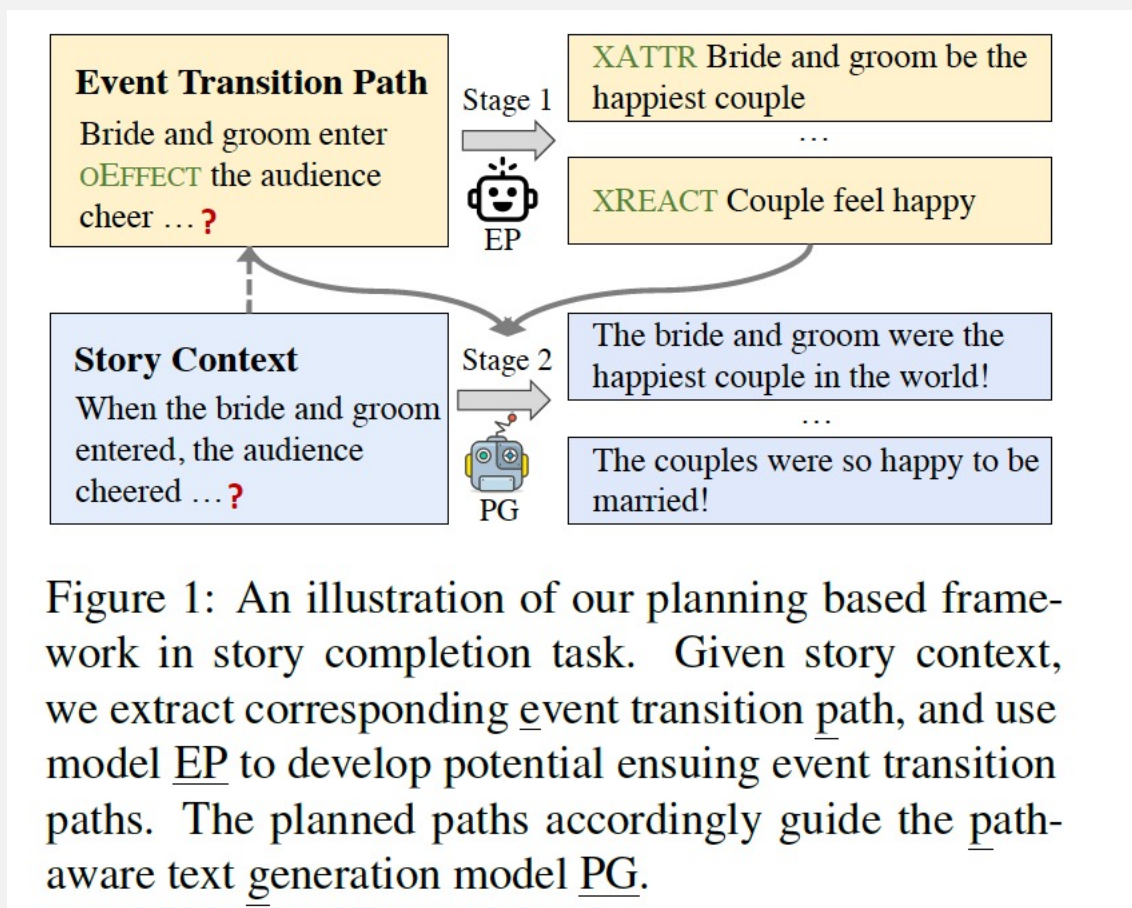 Event Transition Path
Bride and groom enter
OEFFECT the audience
cheer … ?
Stage 1
EP
XATTR Bride and groom be the
happiest couple
…
XREACT Couple feel happy
Story Context
When the bride and groom
entered, the audience
cheered … ?
Stage 2
PG
The bride and groom were the
happiest couple in the world!
…
The couples were so happy to be
married!
Figure 1: An illustration of our planning based frame-
work in story completion task. Given story context,
we extract corresponding event transition path, and use
model EP to develop potential ensuing event transition
paths. The planned paths accordingly guide the path-
aware text generation model PG.